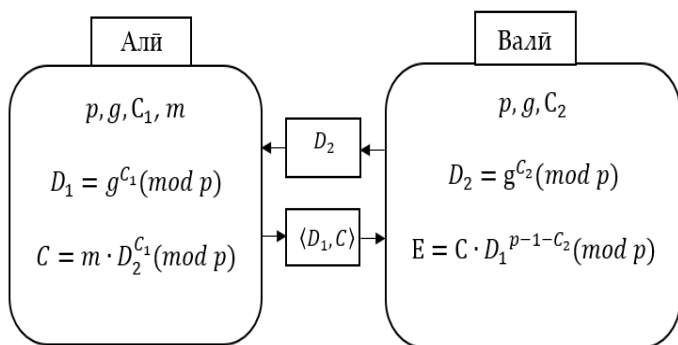 Алӣ
p, g, C₁, m
D₁ = g^{C₁}(mod p)
C = m · D₂^{C₁}(mod p)
D₂
⟨D₁, C⟩
Валӣ
p, g, C₂
D₂ = g^{C₂}(mod p)
E = C · D₁^{p−1−C₂}(mod p)